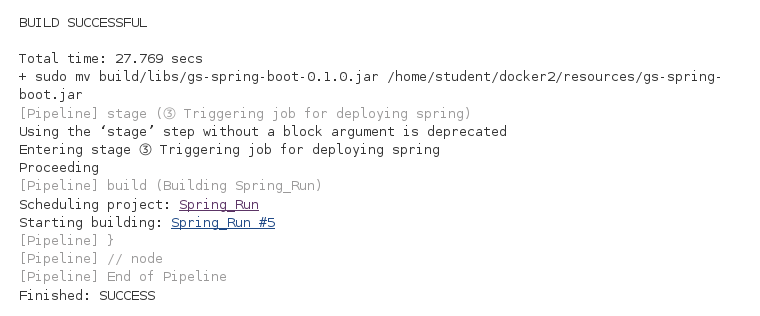 BUILD SUCCESSFUL
Total time: 27.769 secs
+ sudo mv build/libs/gs-spring-boot-0.1.0.jar /home/student/docker2/resources/gs-spring-
boot.jar
[Pipeline] stage (③ Triggering job for deploying spring)
Using the ‘stage’ step without a block argument is deprecated
Entering stage ③ Triggering job for deploying spring
Proceeding
[Pipeline] build (Building Spring_Run)
Scheduling project: Spring_Run
Starting building: Spring_Run #5
[Pipeline] }
[Pipeline] // node
[Pipeline] End of Pipeline
Finished: SUCCESS